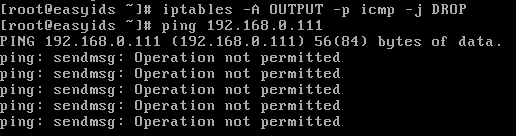 [root@easyids ~]# iptables -A OUTPUT -p icmp -j DROP
[root@easyids ~]# ping 192.168.0.111
PING 192.168.0.111 (192.168.0.111) 56(84) bytes of data.
ping: sendmsg: Operation not permitted
ping: sendmsg: Operation not permitted
ping: sendmsg: Operation not permitted
ping: sendmsg: Operation not permitted
ping: sendmsg: Operation not permitted